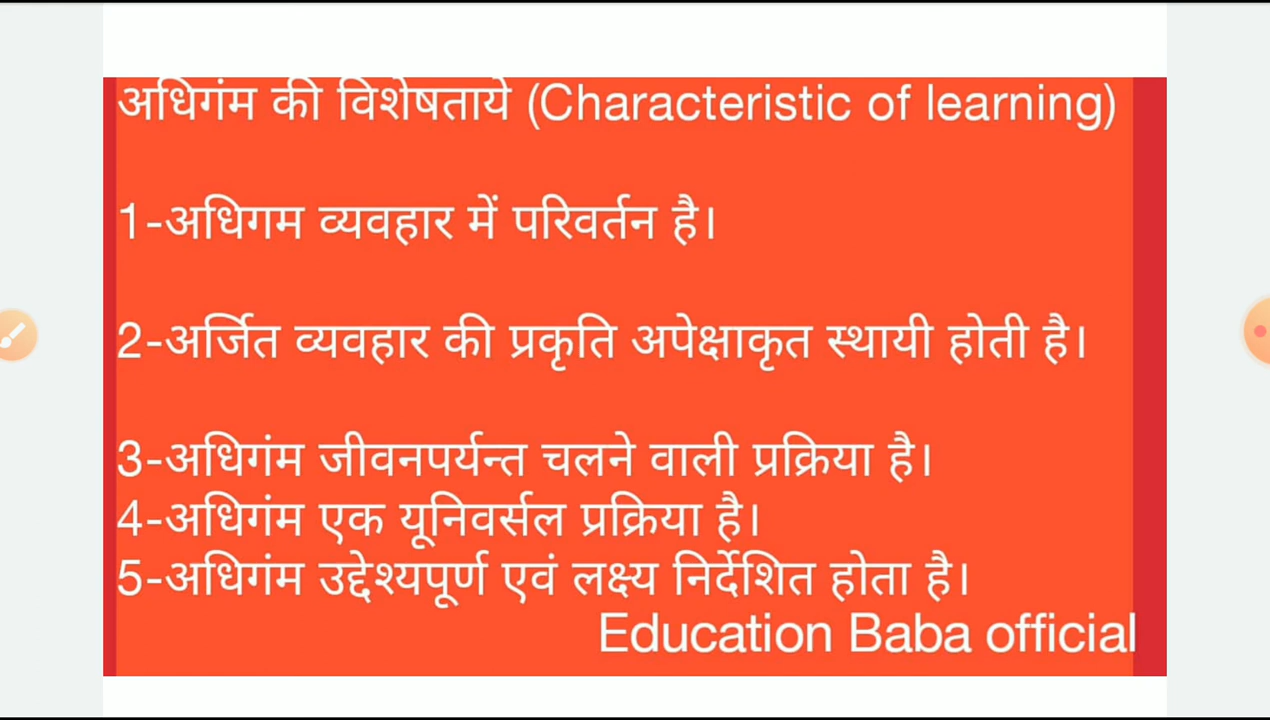 अधिगंम की विशेषताये (Characteristic of learning)
1-अधिगम व्यवहार में परिवर्तन है।
2-अर्जित व्यवहार की प्रकृति अपेक्षाकृत स्थायी होती है।
3-अधिगंम जीवनपर्यन्त चलने वाली प्रक्रिया है।
4-अधिगंम एक यूनिवर्सल प्रक्रिया है।
5-अधिगंम उद्देश्यपूर्ण एवं लक्ष्य निर्देशित होता है।
Education Baba official